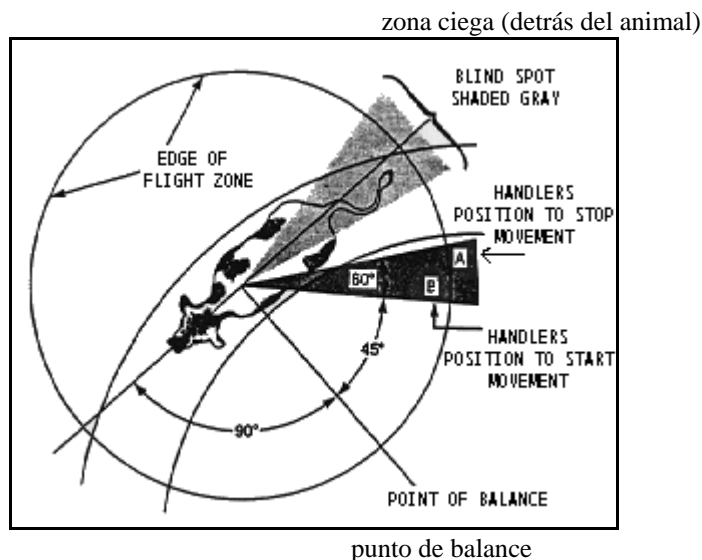 zona ciega (detrás del animal)
BLIND SPOT
SHADED GRAY
EDGE OF
FLIGHT ZONE
HANDLERS
POSITION TO STOP
MOVEMENT
A
60°
B
HANDLERS
POSITION TO START
MOVEMENT
45°
90°
POINT OF BALANCE
punto de balance